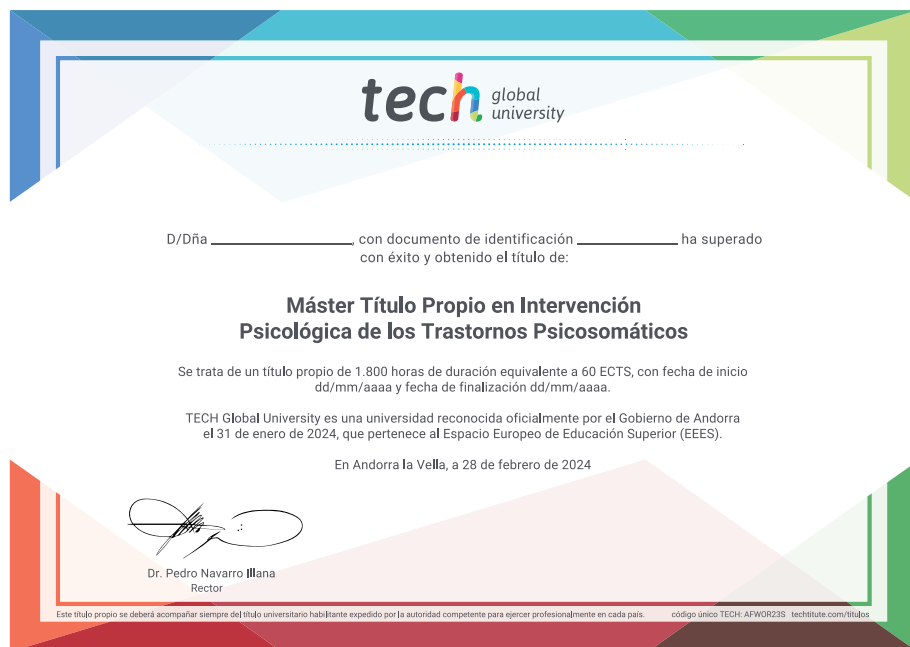 tech global university
D/Dña ____________________, con documento de identificación ______________ ha superado
con éxito y obtenido el título de:
Máster Título Propio en Intervención
Psicológica de los Trastornos Psicosomáticos
Se trata de un título propio de 1.800 horas de duración equivalente a 60 ECTS, con fecha de inicio
dd/mm/aaaa y fecha de finalización dd/mm/aaaa.
TECH Global University es una universidad reconocida oficialmente por el Gobierno de Andorra
el 31 de enero de 2024, que pertenece al Espacio Europeo de Educación Superior (EEES).
En Andorra la Vella, a 28 de febrero de 2024
Dr. Pedro Navarro Illana
Rector
Este título propio se deberá acompañar siempre del título universitario habilitante expedido por la autoridad competente para ejercer profesionalmente en cada país. código único TECH: AFWOR23S techtitute.com/titulos